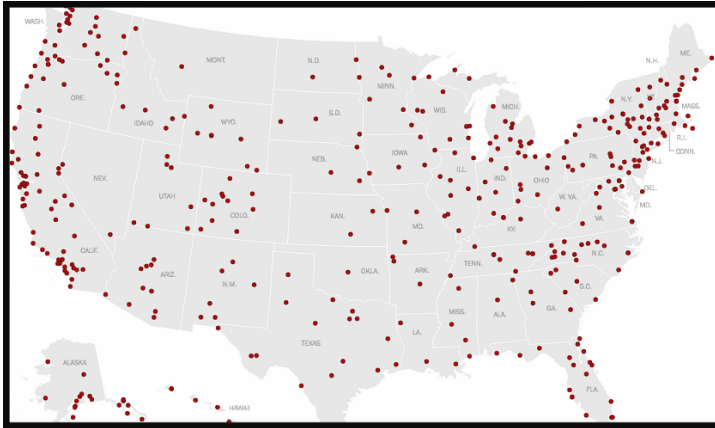 WASH.
ORE.
CALIF.
NEV.
IDAHO
MONT.
WYO.
UTAH
COLO.
ARIZ.
N.M.
N.D.
S.D.
NEB.
KAN.
OKLA.
TEXAS
MINN.
IOWA
MO.
ARK.
LA.
WIS.
ILL.
MICH.
IND.
OHIO
KY.
TENN.
MISS.
ALA.
GA.
FLA.
S.C.
N.C.
VA.
W. VA.
PA.
N.Y.
VT.
N.H.
ME.
MASS.
R.I.
CONN.
N.J.
DEL.
MD.
ALASKA
HAWAII